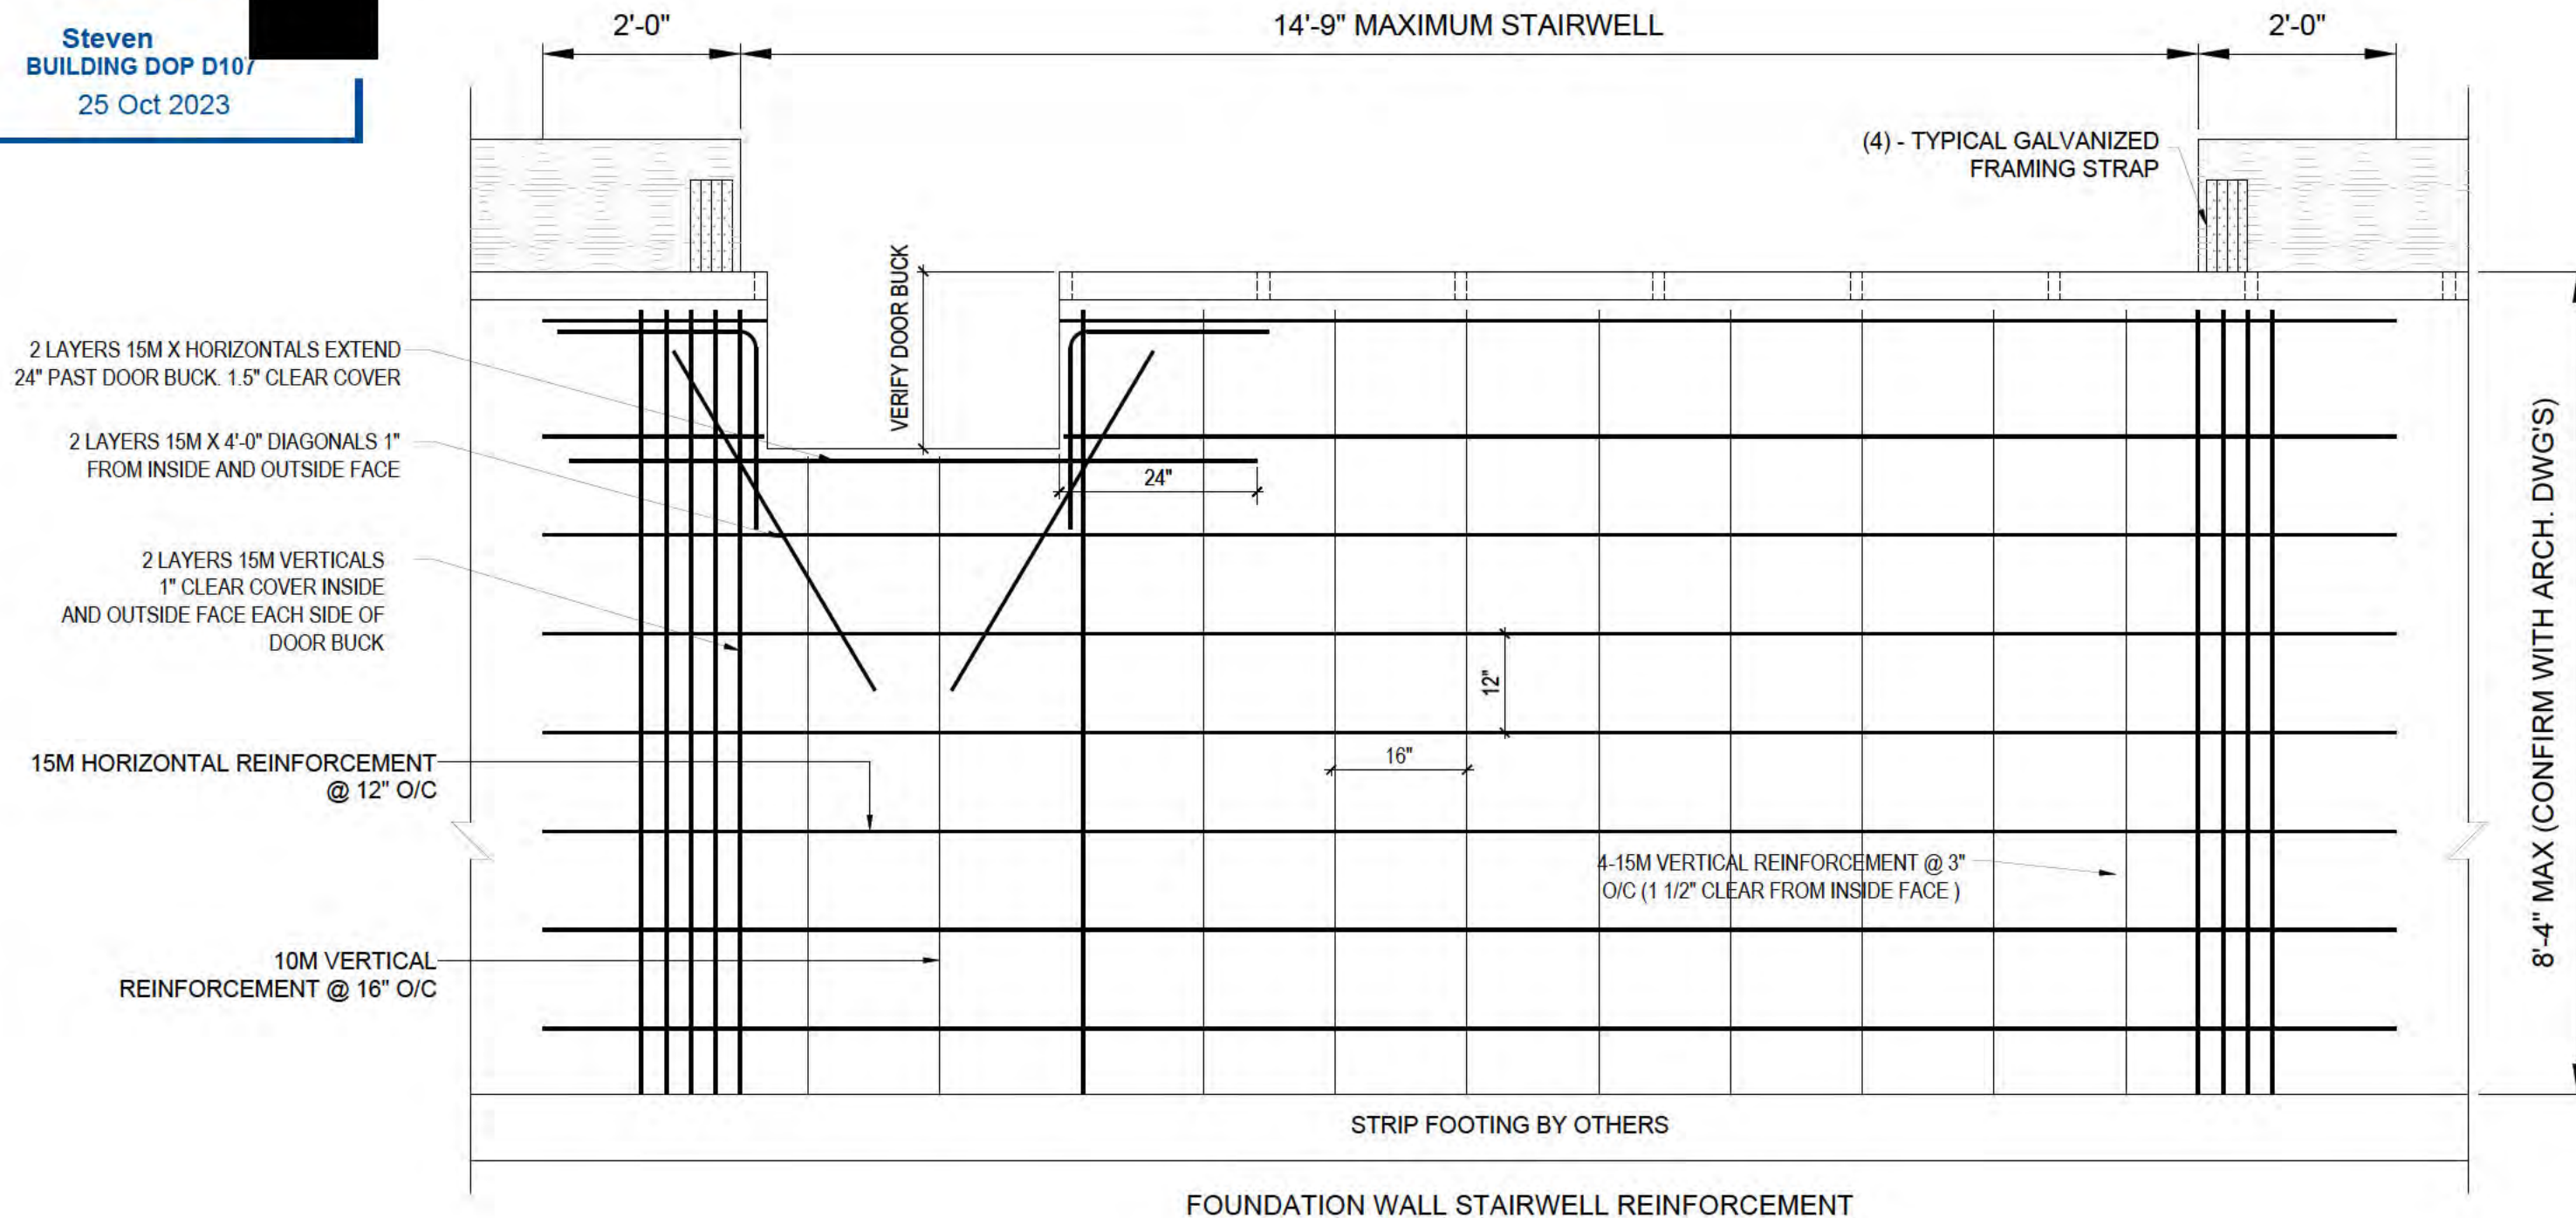 Steven
BUILDING DOP D107
25 Oct 2023
2'-0"
14'-9" MAXIMUM STAIRWELL
2'-0"
(4) - TYPICAL GALVANIZED
FRAMING STRAP
VERIFY DOOR BUCK
2 LAYERS 15M X HORIZONTALS EXTEND
24" PAST DOOR BUCK. 1.5" CLEAR COVER
2 LAYERS 15M X 4'-0" DIAGONALS 1"
FROM INSIDE AND OUTSIDE FACE
24"
2 LAYERS 15M VERTICALS
1" CLEAR COVER INSIDE
AND OUTSIDE FACE EACH SIDE OF
DOOR BUCK
12"
16"
15M HORIZONTAL REINFORCEMENT
@ 12" O/C
4-15M VERTICAL REINFORCEMENT @ 3"
O/C (1 1/2" CLEAR FROM INSIDE FACE )
10M VERTICAL
REINFORCEMENT @ 16" O/C
8'-4" MAX (CONFIRM WITH ARCH. DWG'S)
STRIP FOOTING BY OTHERS
FOUNDATION WALL STAIRWELL REINFORCEMENT